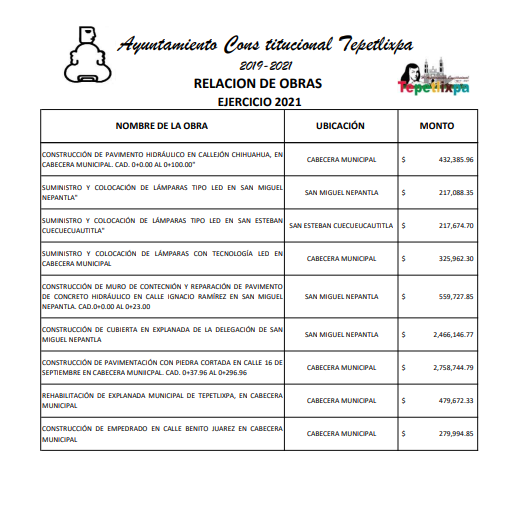 Ayuntamiento Cons titucional Tepetlixpa
2019-2021
RELACION DE OBRAS
EJERCICIO 2021
Tepetlixpa
NOMBRE DE LA OBRA UBICACIÓN MONTO
CONSTRUCCIÓN DE PAVIMENTO HIDRÁULICO EN CALLEJÓN CHIHUAHUA, EN
CABECERA MUNICIPAL. CAD. 0+0.00 AL 0+100.00" CABECERA MUNICIPAL $ 432,385.96
SUMINISTRO Y COLOCACIÓN DE LÁMPARAS TIPO LED EN SAN MIGUEL
NEPANTLA" SAN MIGUEL NEPANTLA $ 217,088.35
SUMINISTRO Y COLOCACIÓN DE LÁMPARAS TIPO LED EN SAN ESTEBAN
CUECUECUAUTITLA" SAN ESTEBAN CUECUEUCAUTITLA $ 217,674.70
SUMINISTRO Y COLOCACIÓN DE LÁMPARAS CON TECNOLOGÍA LED EN
CABECERA MUNICIPAL CABECERA MUNICIPAL $ 325,962.30
CONSTRUCCIÓN DE MURO DE CONTECNIÓN Y REPARACIÓN DE PAVIMENTO
DE CONCRETO HIDRÁULICO EN CALLE IGNACIO RAMÍREZ EN SAN MIGUEL
NEPANTLA. CAD.0+0.00 AL 0+23.00 SAN MIGUEL NEPANTLA $ 559,727.85
CONSTRUCCIÓN DE CUBIERTA EN EXPLANADA DE LA DELEGACIÓN DE SAN
MIGUEL NEPANTLA SAN MIGUEL NEPANTLA $ 2,466,146.77
CONSTRUCCIÓN DE PAVIMENTACIÓN CON PIEDRA CORTADA EN CALLE 16 DE
SEPTIEMBRE EN CABECERA MUNIICPAL. CAD. 0+37.96 AL 0+296.96 CABECERA MUNICIPAL $ 2,758,744.79
REHABILITACIÓN DE EXPLANADA MUNICIPAL DE TEPETLIXPA, EN CABECERA
MUNICIPAL CABECERA MUNICIPAL $ 479,672.33
CONSTRUCCIÓN DE EMPEDRADO EN CALLE BENITO JUAREZ EN CABECERA
MUNICIPAL CABECERA MUNICIPAL $ 279,994.85